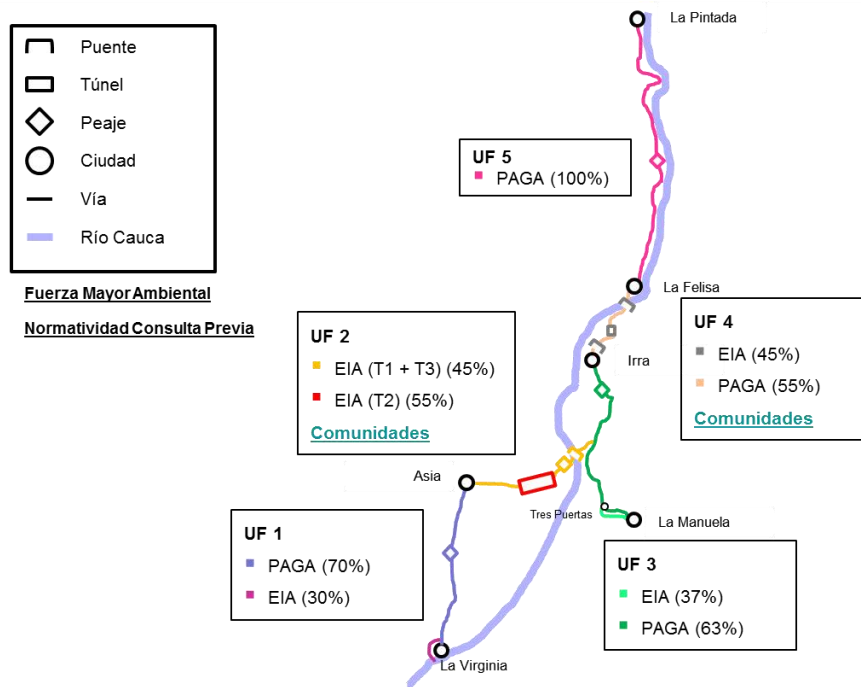 Puente
Túnel
Peaje
Ciudad
Vía
Río Cauca
Fuerza Mayor Ambiental
Normatividad Consulta Previa
La Pintada
UF 5
PAGA (100%)
La Felisa
UF 4
EIA (45%)
PAGA (55%)
Comunidades
UF 2
EIA (T1 + T3) (45%)
EIA (T2) (55%)
Comunidades
Irra
Asia
Tres Puertas
La Manuela
UF 1
PAGA (70%)
EIA (30%)
UF 3
EIA (37%)
PAGA (63%)
La Virginia